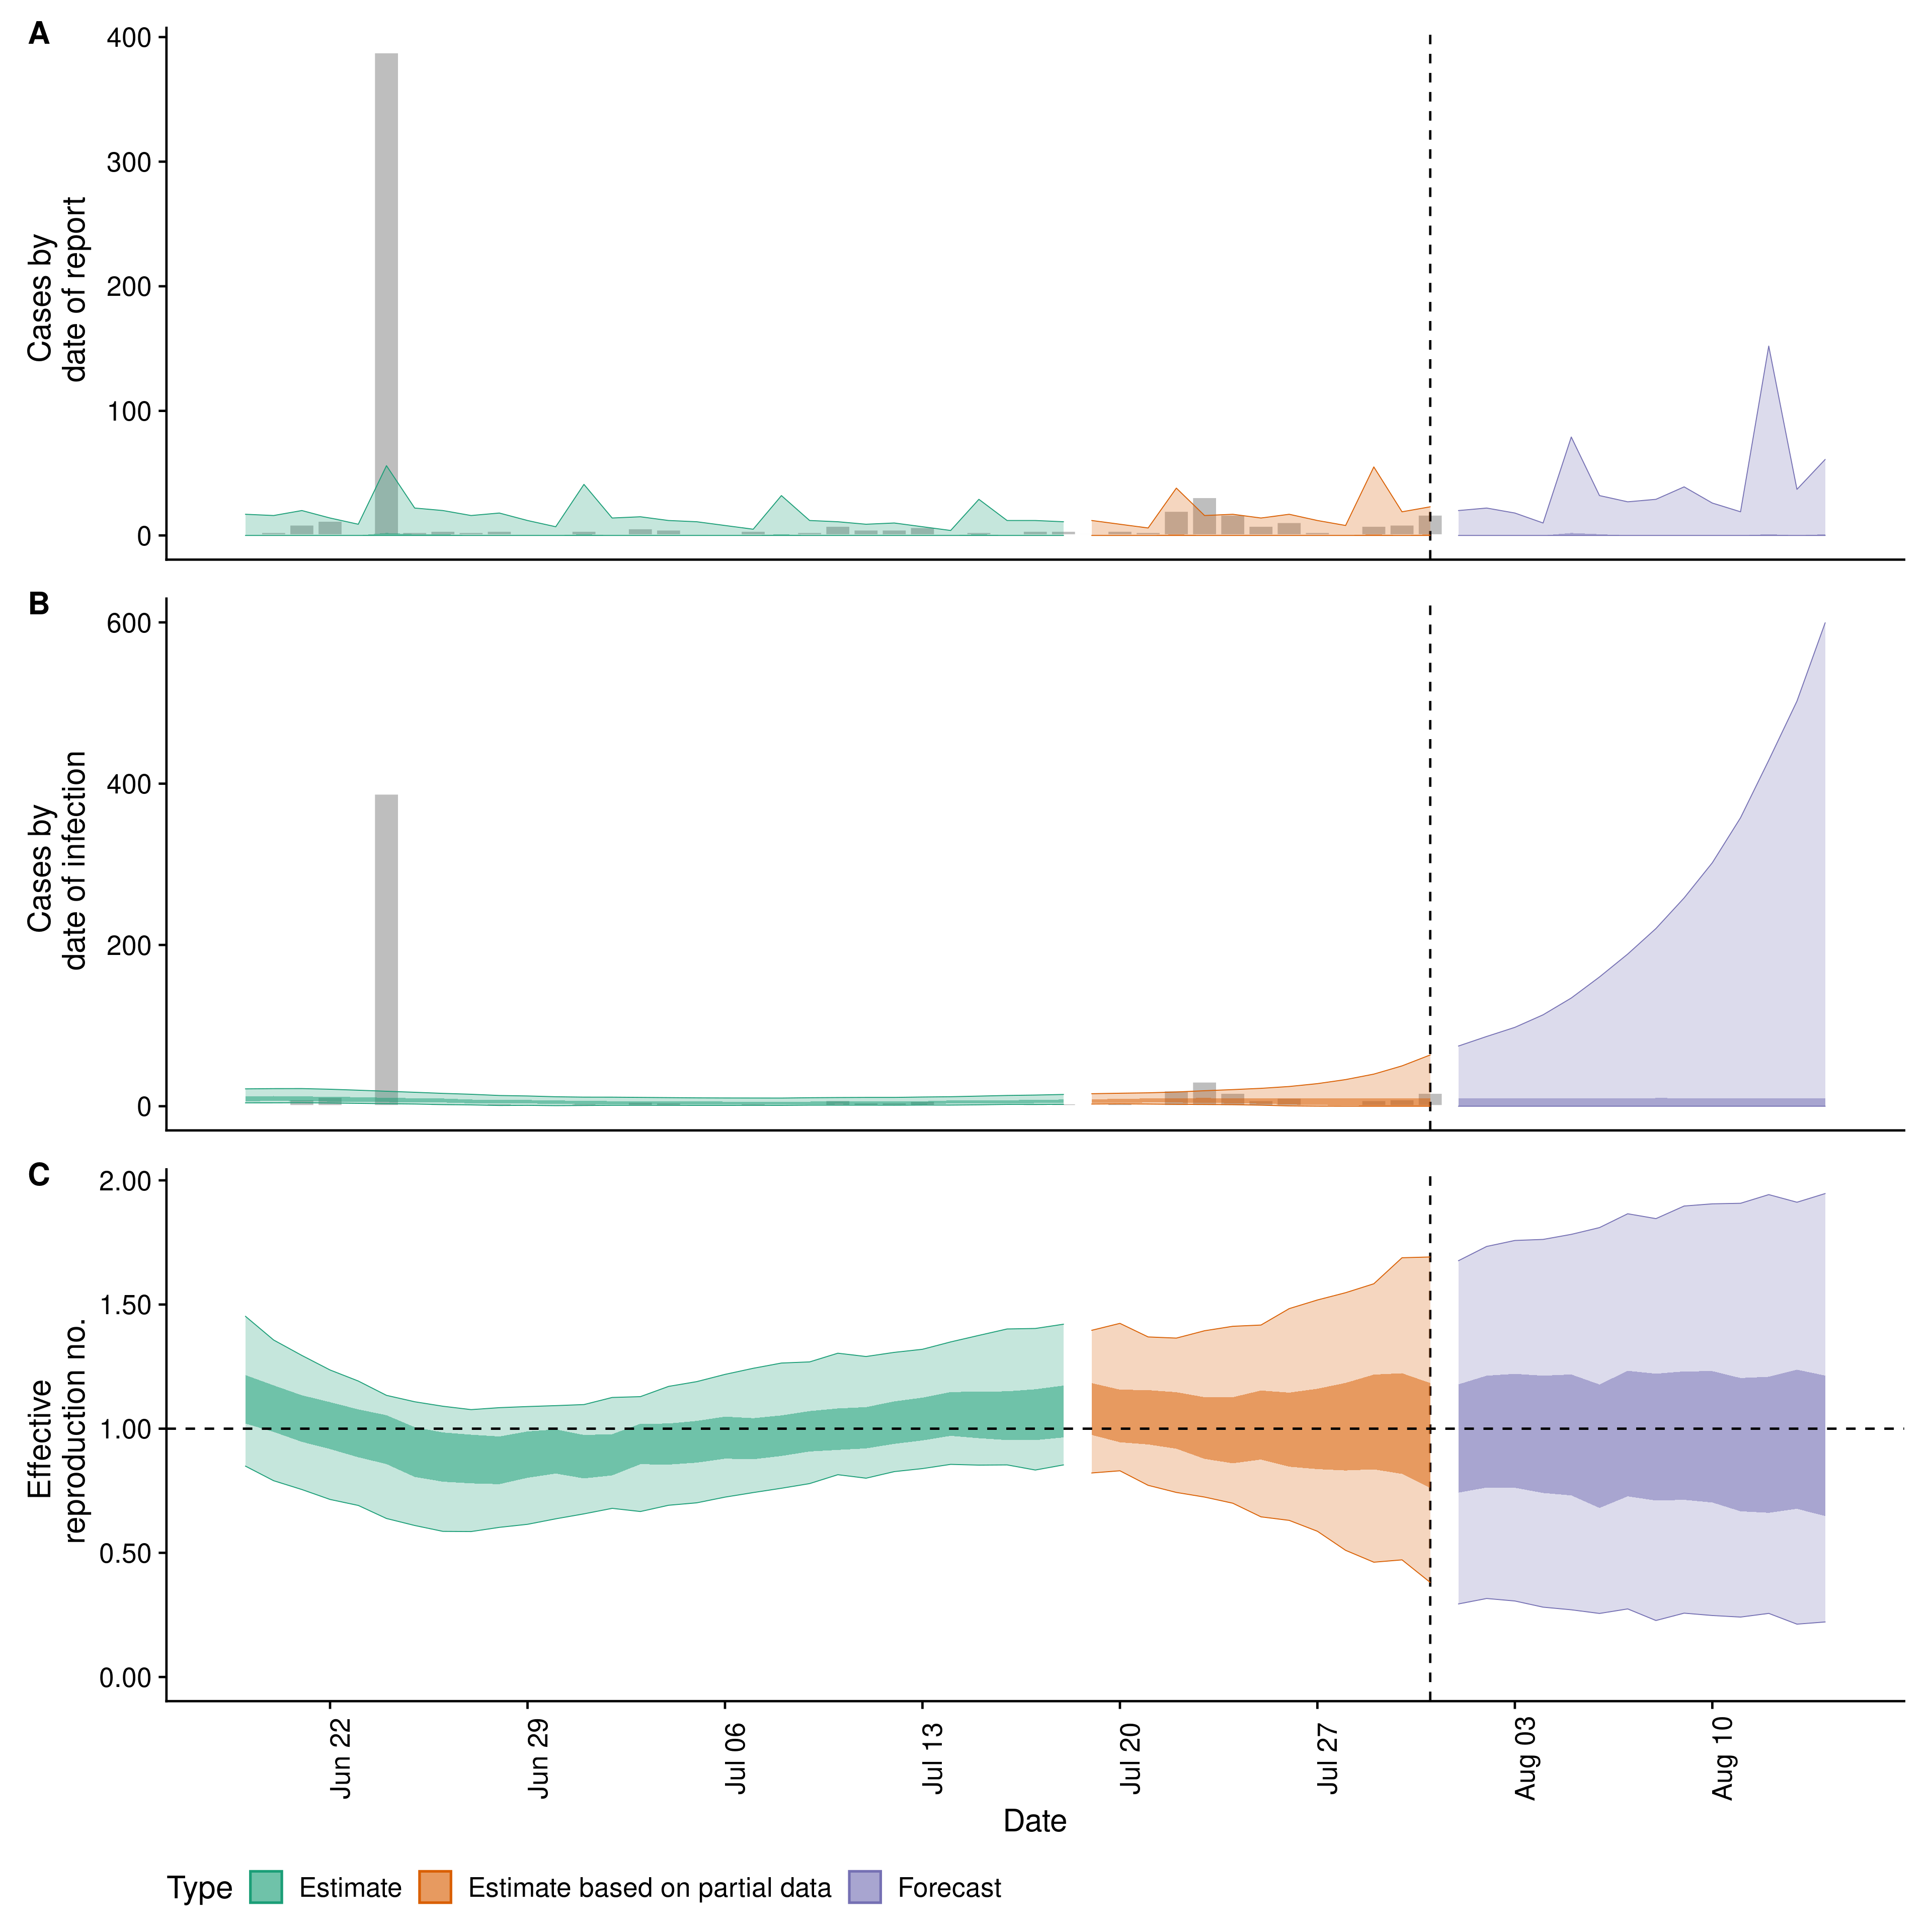 A
400
300
200
100
0
Cases by
date of report
B
600
400
200
0
Cases by
date of infection
C
2.00
1.50
1.00
0.50
0.00
Effective
reproduction no.
Jun 22
Jun 29
Jul 06
Jul 13
Jul 20
Jul 27
Aug 03
Aug 10
Date
Type Estimate Estimate based on partial data Forecast